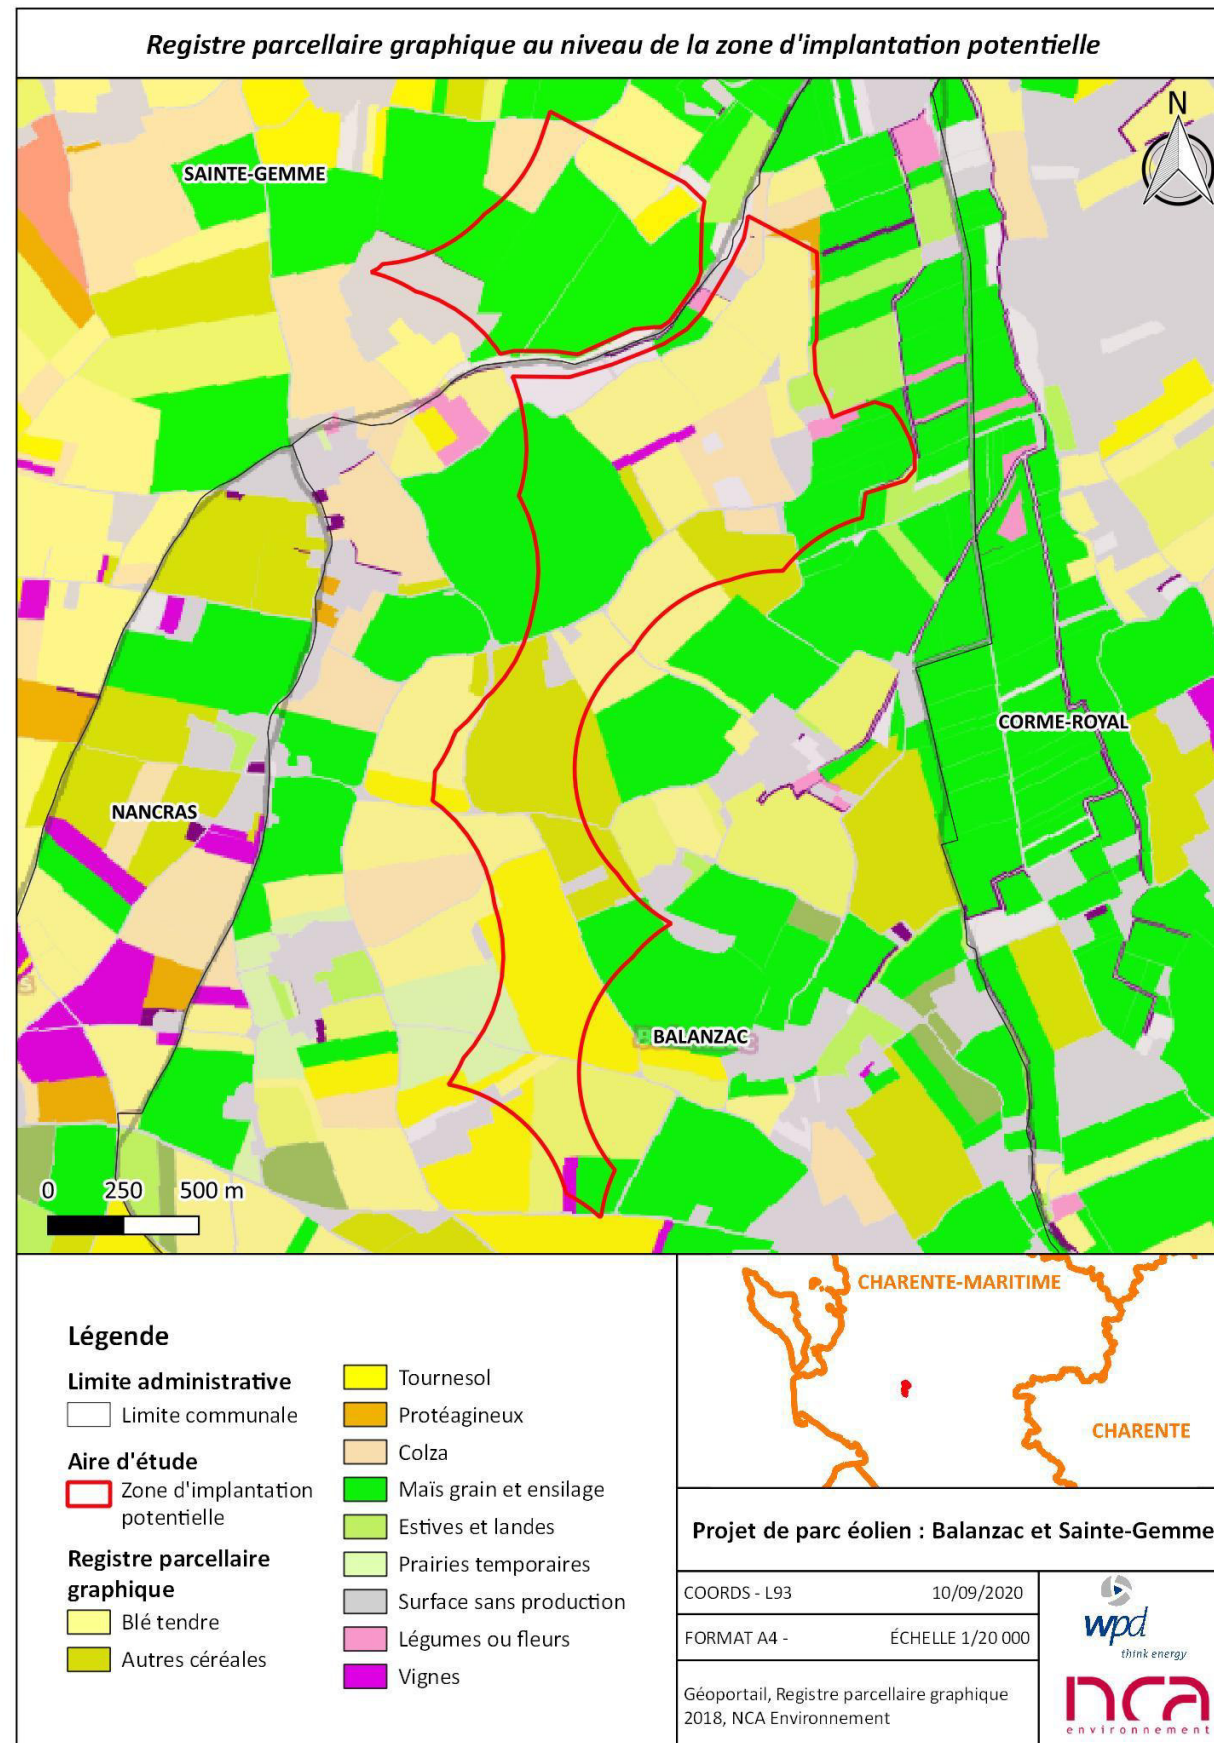 Registre parcellaire graphique au niveau de la zone d'implantation potentielle
N
SAINTE-GEMME
CORME-ROYAL
NANCRAS
BALANZAC
0 250 500 m
Légende
Limite administrative
Limite communale
Aire d'étude
Zone d'implantation
potentielle
Registre parcellaire
graphique
Blé tendre
Autres céréales
Tournesol
Protéagineux
Colza
Maïs grain et ensilage
Estives et landes
Prairies temporaires
Surface sans production
Légumes ou fleurs
Vignes
CHARENTE-MARITIME
CHARENTE
Projet de parc éolien : Balanzac et Sainte-Gemme
COORDS - L93 10/09/2020
FORMAT A4 - ÉCHELLE 1/20 000
Géoportail, Registre parcellaire graphique
2018, NCA Environnement
wpd
think energy
nca
environnement